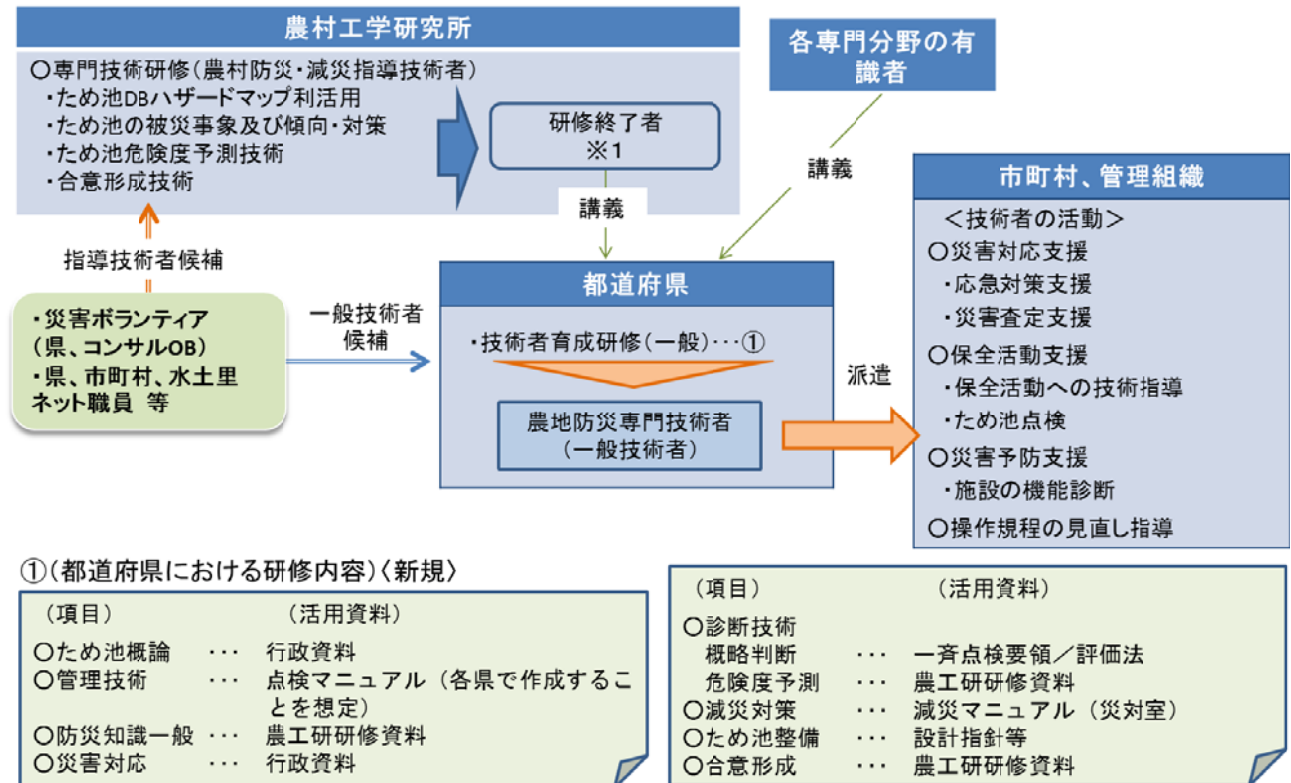 農村工学研究所
○専門技術研修(農村防災・減災指導技術者)
・ため池DBハザードマップ利活用
・ため池の被災事象及び傾向・対策
・ため池危険度予測技術
・合意形成技術
研修終了者
※1
各専門分野の有
識者
講義
講義
指導技術者候補
・災害ボランティア
(県、コンサルOB)
・県、市町村、水土里
ネット職員 等
一般技術者
候補
都道府県
・技術者育成研修(一般)・・・①
農地防災専門技術者
(一般技術者)
派遣
市町村、管理組織
<技術者の活動>
○災害対応支援
・応急対策支援
・災害査定支援
○保全活動支援
・保全活動への技術指導
・ため池点検
○災害予防支援
・施設の機能診断
○操作規程の見直し指導
①(都道府県における研修内容)〈新規〉
(項目) (活用資料)
○ため池概論 ・・・ 行政資料
○管理技術 ・・・ 点検マニュアル(各県で作成するこ
とを想定)
○防災知識一般 ・・・ 農工研研修資料
○災害対応 ・・・ 行政資料
(項目) (活用資料)
○診断技術
概略判断 ・・・ 一斉点検要領/評価法
危険度予測 ・・・ 農工研研修資料
○減災対策 ・・・ 減災マニュアル(災対室)
○ため池整備 ・・・ 設計指針等
○合意形成 ・・・ 農工研研修資料